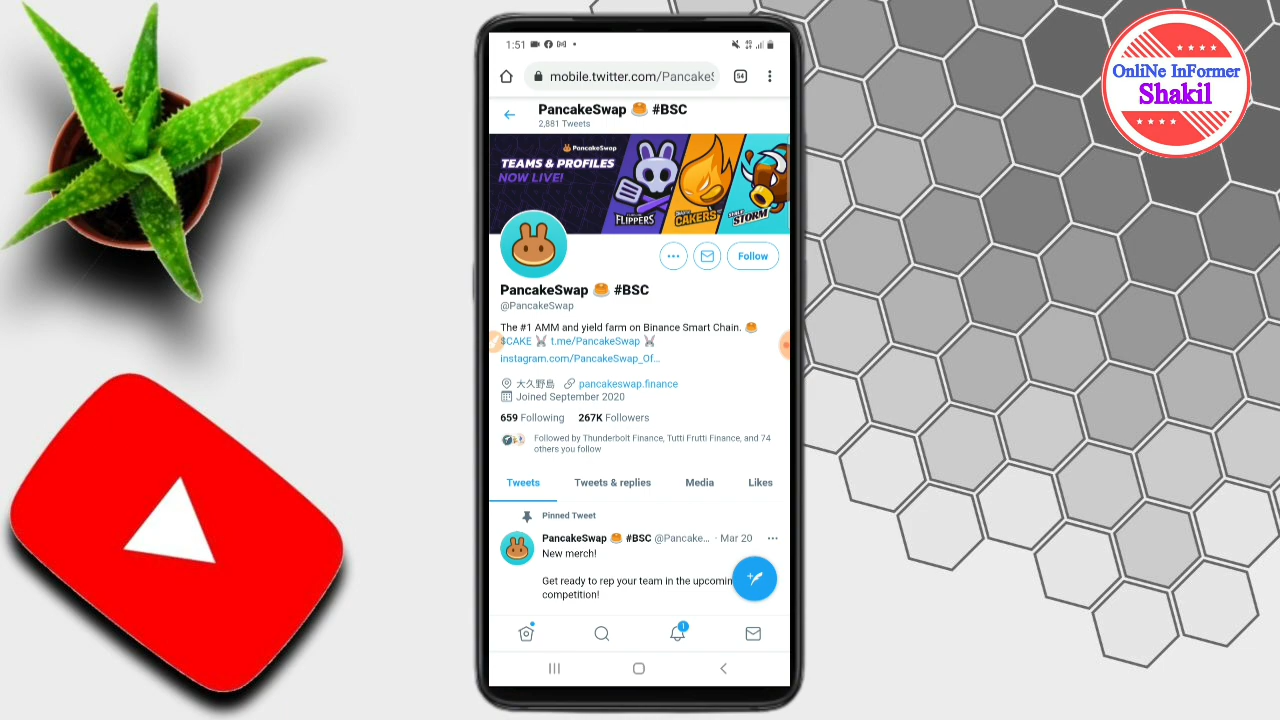 OnliNe InFormer
Shakil
1:51
54
mobile.twitter.com/Pancake
PancakeSwap 🥞 #BSC
2,881 Tweets
PancakeSwap
TEAMS & PROFILES
NOW LIVE!
FLIPPERS
CAKERS
STORM
Follow
PancakeSwap 🥞 #BSC
@PancakeSwap
The #1 AMM and yield farm on Binance Smart Chain. 🥞
$CAKE 🐰 t.me/PancakeSwap 🐰
instagram.com/PancakeSwap_Of...
大久野島 pancakeswap.finance
Joined September 2020
659 Following 267K Followers
Followed by Thunderbolt Finance, Tutti Frutti Finance, and 74
others you follow
Tweets Tweets & replies Media Likes
Pinned Tweet
PancakeSwap 🥞 #BSC @Pancake... · Mar 20
New merch!
Get ready to rep your team in the upcomin
competition!
1